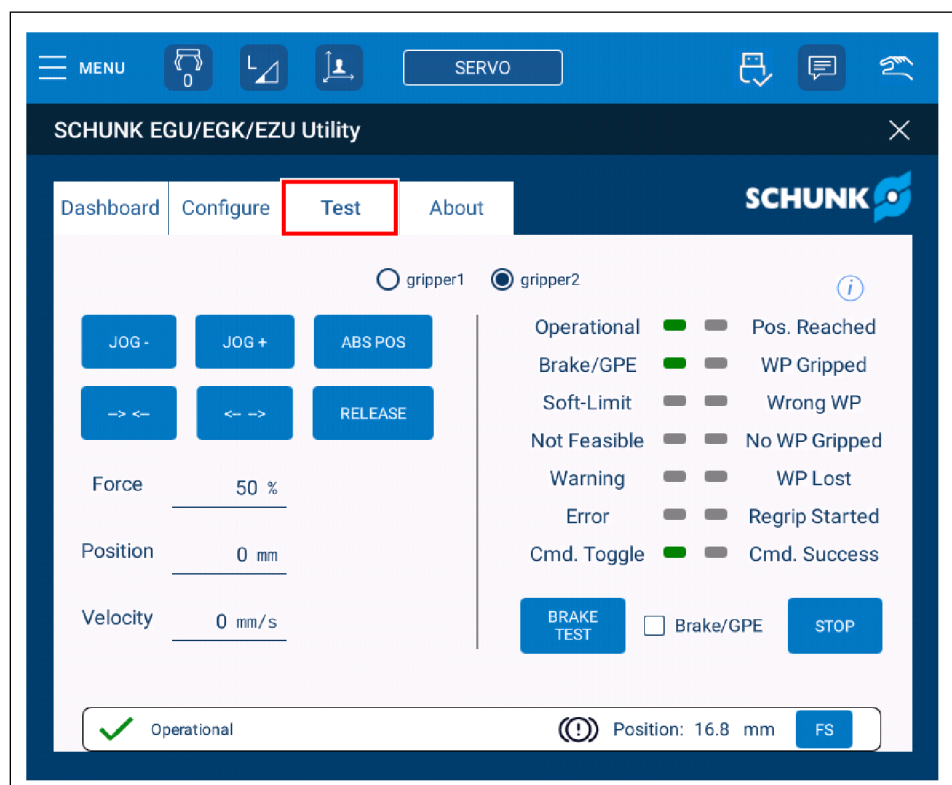 MENU 0 L SERVO
SCHUNK EGU/EGK/EZU Utility
Dashboard Configure Test About
SCHUNK
gripper1 gripper2
i
JOG - JOG + ABS POS
--> <-- <-- --> RELEASE
Force 50 %
Position 0 mm
Velocity 0 mm/s
Operational Pos. Reached
Brake/GPE WP Gripped
Soft-Limit Wrong WP
Not Feasible No WP Gripped
Warning WP Lost
Error Regrip Started
Cmd. Toggle Cmd. Success
BRAKE
TEST
Brake/GPE STOP
Operational (!) Position: 16.8 mm FS